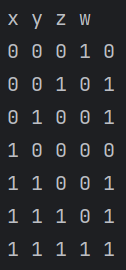 x y z w
0 0 0 1 0
0 0 1 0 1
0 1 0 0 1
1 0 0 0 0
1 1 0 0 1
1 1 1 0 1
1 1 1 1 1